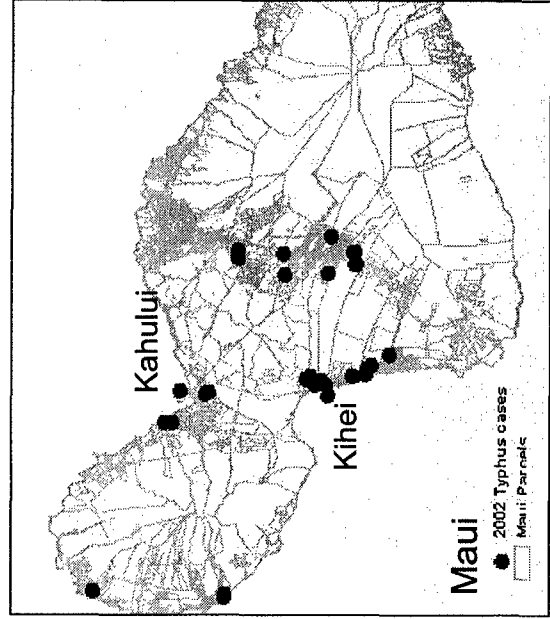 Kahului
Kihei
Maui
2002 Typhus cases
Maui Parcels